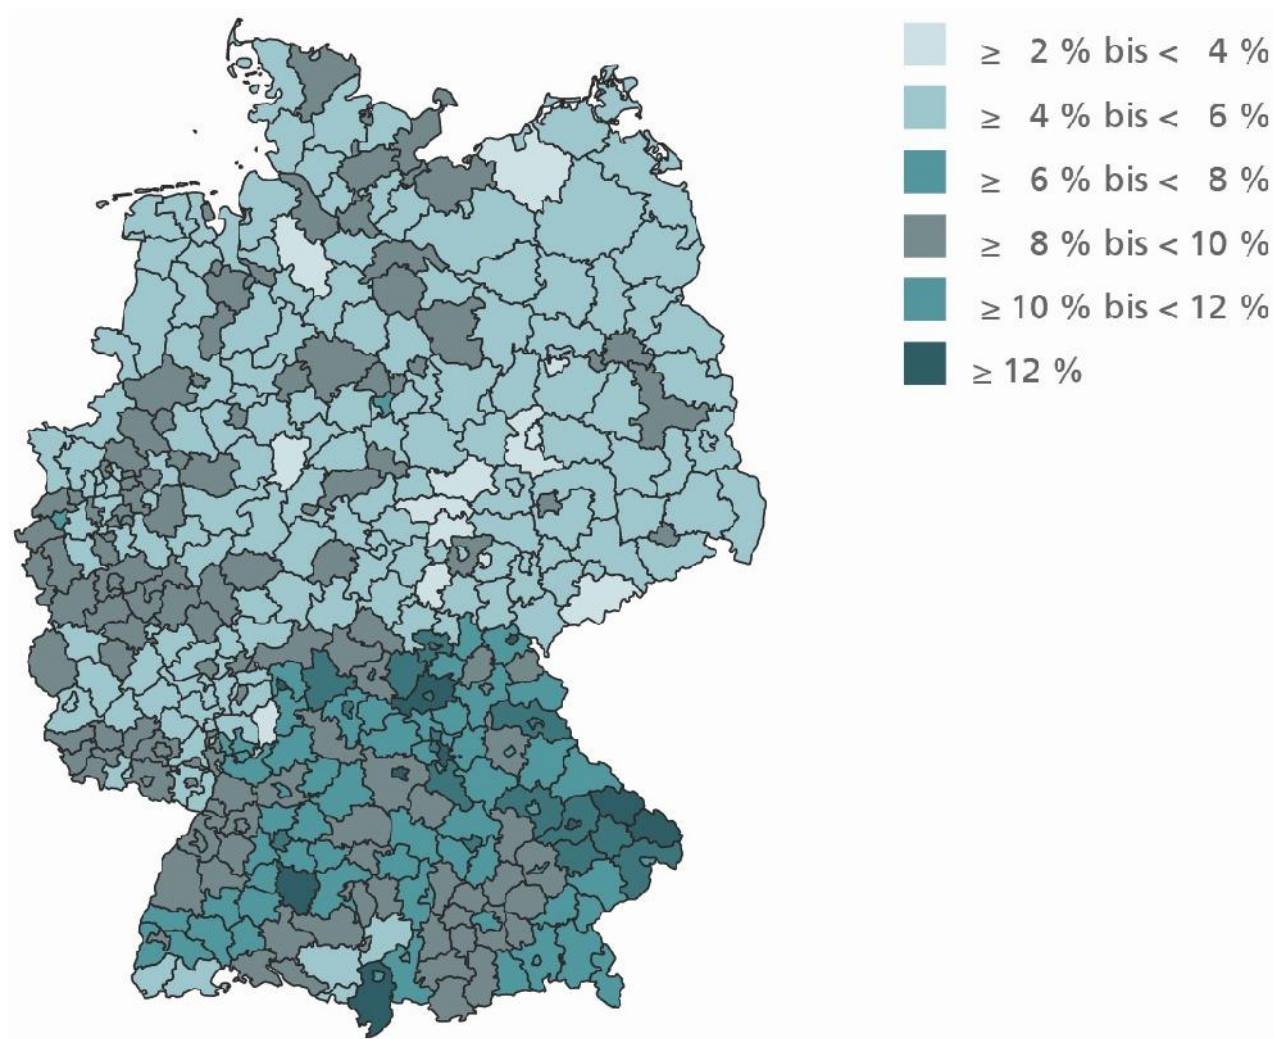 ≥ 2 % bis < 4 %
≥ 4 % bis < 6 %
≥ 6 % bis < 8 %
≥ 8 % bis < 10 %
≥ 10 % bis < 12 %
≥ 12 %